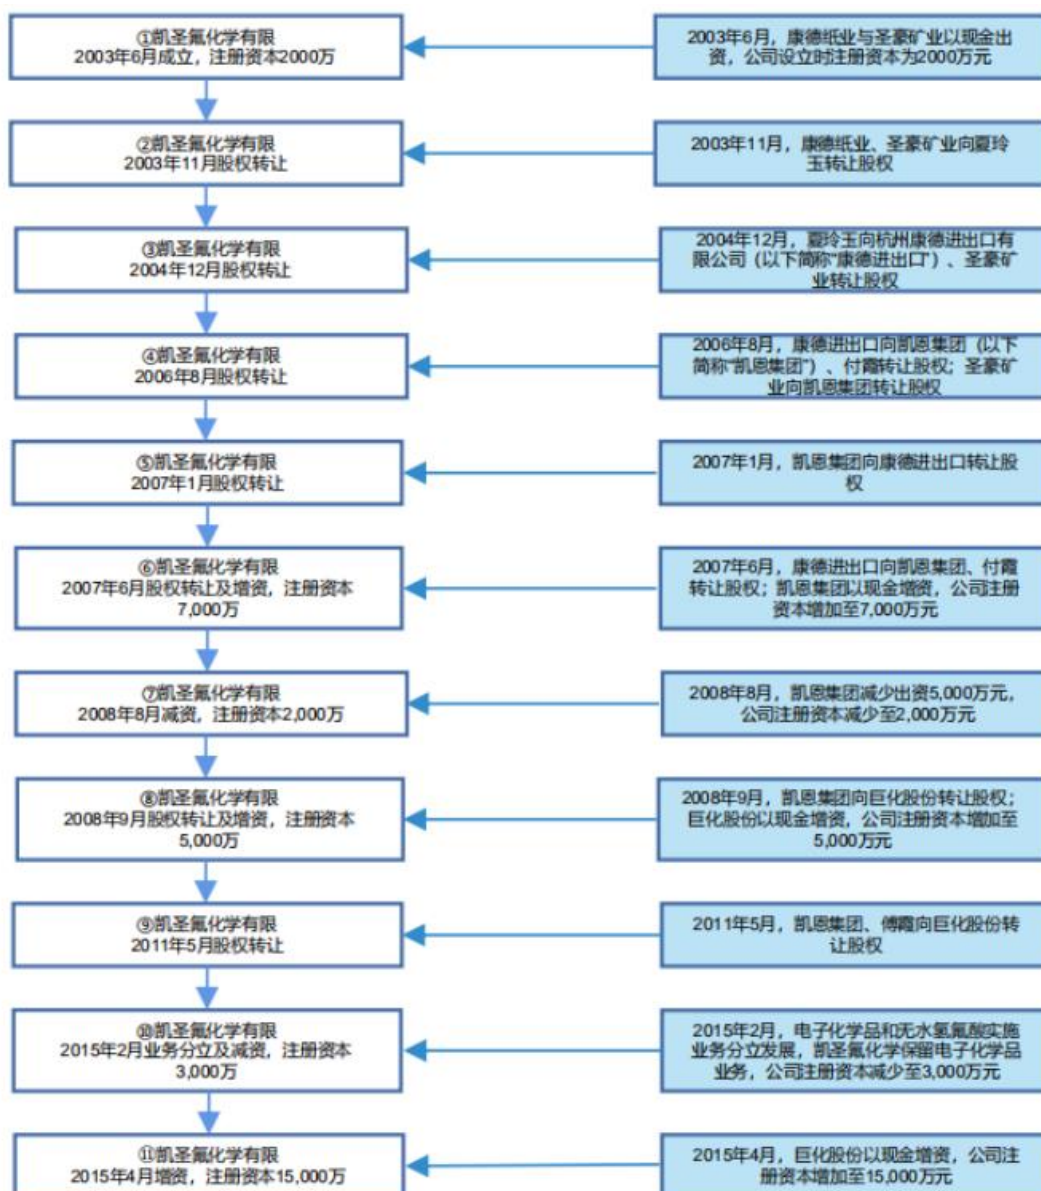 ①凯圣氟化学有限
2003年6月成立，注册资本2000万
2003年6月，康德纸业与圣豪矿业以现金出
资，公司设立时注册资本为2000万元
②凯圣氟化学有限
2003年11月股权转让
2003年11月，康德纸业、圣豪矿业向夏玲
玉转让股权
③凯圣氟化学有限
2004年12月股权转让
2004年12月，夏玲玉向杭州康德进出口有
限公司（以下简称“康德进出口”）、圣豪矿
业转让股权
④凯圣氟化学有限
2006年8月股权转让
2006年8月，康德进出口向凯恩集团（以下
简称“凯恩集团”）、付霞转让股权；圣豪矿
业向凯恩集团转让股权
⑤凯圣氟化学有限
2007年1月股权转让
2007年1月，凯恩集团向康德进出口转让股
权
⑥凯圣氟化学有限
2007年6月股权转让及增资，注册资本
7,000万
2007年6月，康德进出口向凯恩集团、付霞
转让股权；凯恩集团以现金增资，公司注册
资本增加至7,000万元
⑦凯圣氟化学有限
2008年8月减资，注册资本2,000万
2008年8月，凯恩集团减少出资5,000万元，
公司注册资本减少至2,000万元
⑧凯圣氟化学有限
2008年9月股权转让及增资，注册资本
5,000万
2008年9月，凯恩集团向巨化股份转让股权；
巨化股份以现金增资，公司注册资本增加至
5,000万元
⑨凯圣氟化学有限
2011年5月股权转让
2011年5月，凯恩集团、傅霞向巨化股份转
让股权
⑩凯圣氟化学有限
2015年2月业务分立及减资，注册资本
3,000万
2015年2月，电子化学品和无水氢氟酸实施
业务分立发展，凯圣氟化学保留电子化学品
业务，公司注册资本减少至3,000万元
⑪凯圣氟化学有限
2015年4月增资，注册资本15,000万
2015年4月，巨化股份以现金增资，公司注
册资本增加至15,000万元